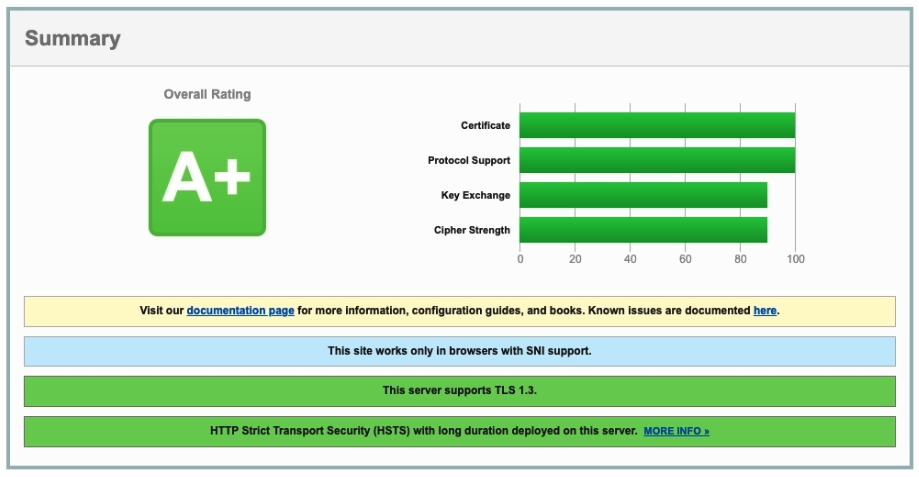 Summary
Overall Rating
A+
Certificate
Protocol Support
Key Exchange
Cipher Strength
0 20 40 60 80 100
Visit our documentation page for more information, configuration guides, and books. Known issues are documented here.
This site works only in browsers with SNI support.
This server supports TLS 1.3.
HTTP Strict Transport Security (HSTS) with long duration deployed on this server. MORE INFO »